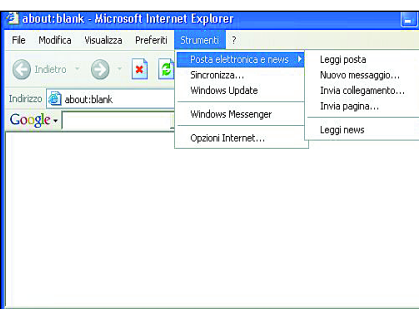 about:blank - Microsoft Internet Explorer
File Modifica Visualizza Preferiti Strumenti ?
Indietro
Indirizzo about:blank
Google
Posta elettronica e news
Sincronizza...
Windows Update
Windows Messenger
Opzioni Internet...
Leggi posta
Nuovo messaggio...
Invia collegamento...
Invia pagina...
Leggi news